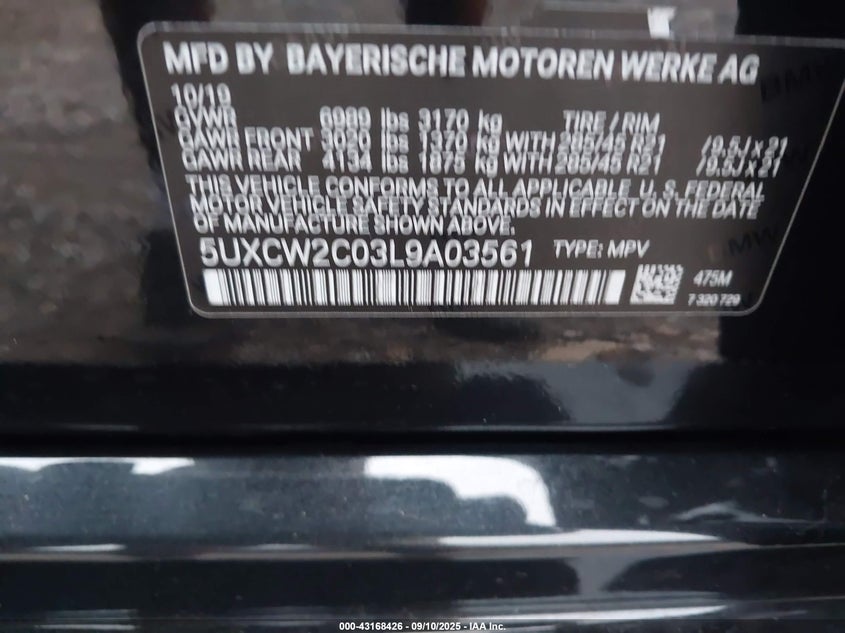 MFD BY BAYERISCHE MOTOREN WERKE AG
10/19
GVWR 6989 lbs 3170 kg TIRE / RIM
GAWR FRONT 3020 lbs 1370 kg WITH 285/45 R21 /9.5J x 21
GAWR REAR 4134 lbs 1875 kg WITH 285/45 R21 /9.5J x 21
THIS VEHICLE CONFORMS TO ALL APPLICABLE U. S. FEDERAL
MOTOR VEHICLE SAFETY STANDARDS IN EFFECT ON THE DATE
OF MANUFACTURE SHOWN ABOVE.
5UXCW2C03L9A03561 TYPE: MPV
475M
7 320 729
000-43168426 - 09/10/2025 - IAA Inc.